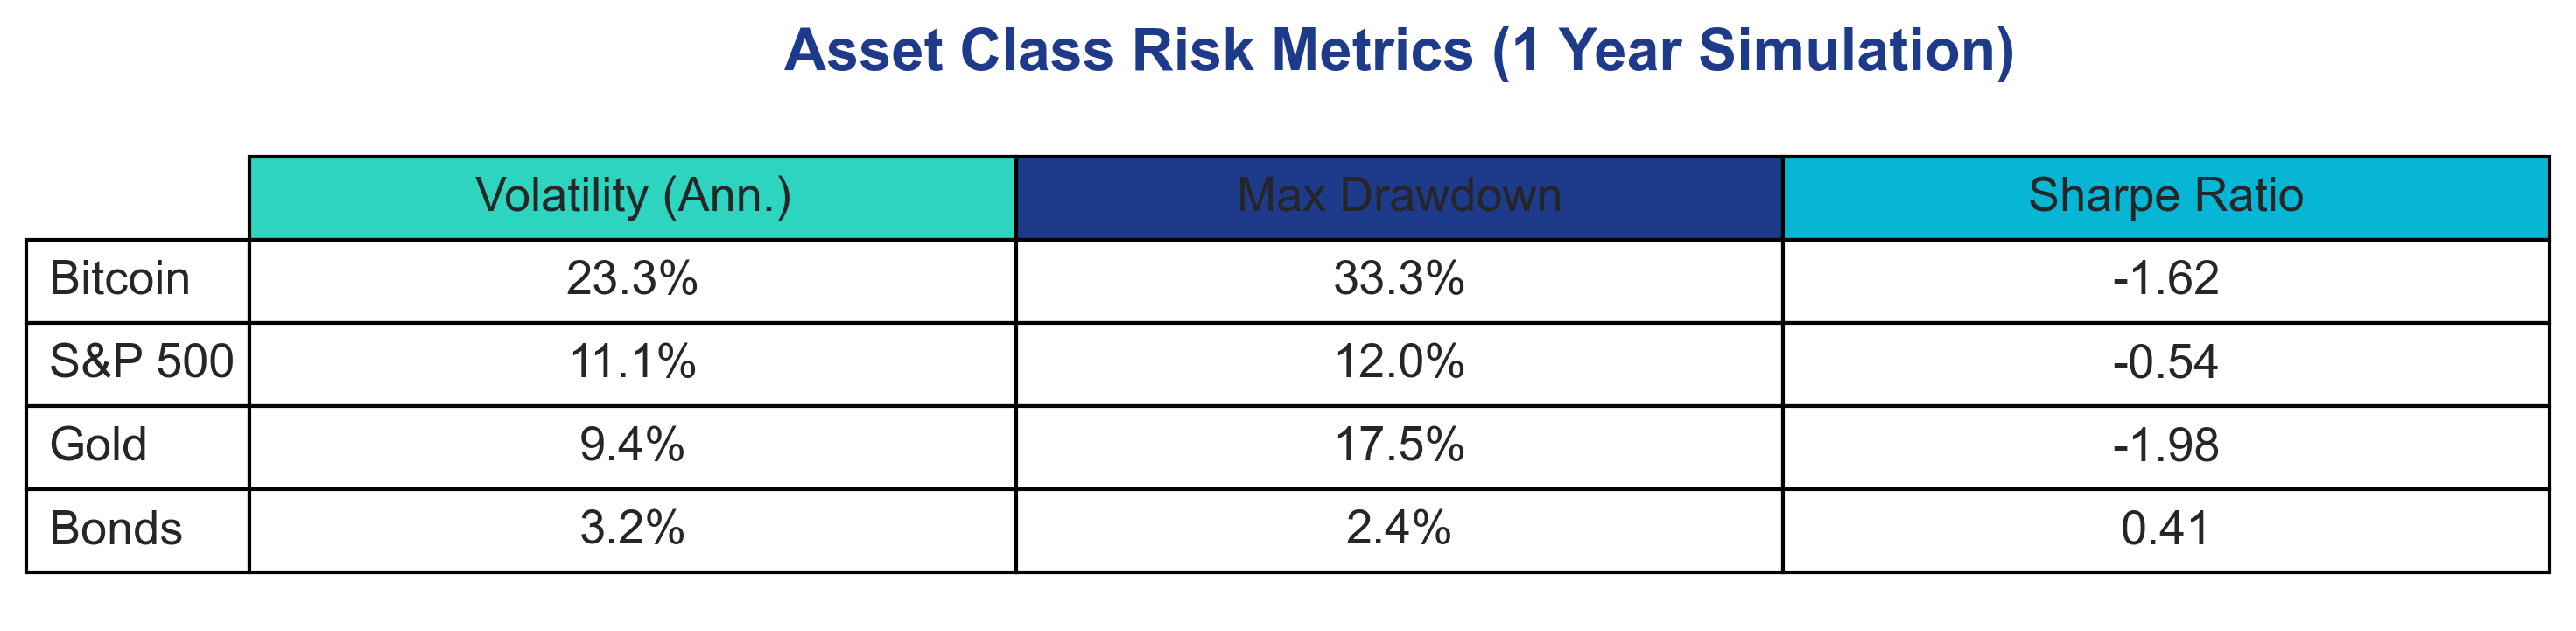 Asset Class Risk Metrics (1 Year Simulation)
Volatility (Ann.) Max Drawdown Sharpe Ratio
Bitcoin 23.3% 33.3% -1.62
S&P 500 11.1% 12.0% -0.54
Gold 9.4% 17.5% -1.98
Bonds 3.2% 2.4% 0.41